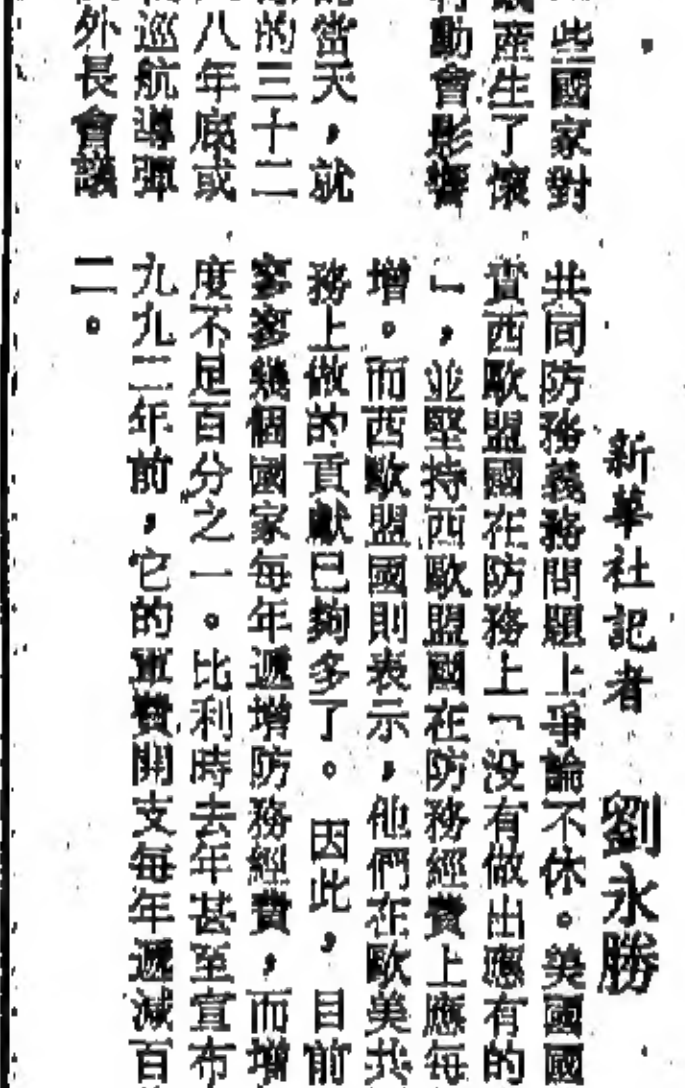 些國家對
產生了懷
動會影響
當天，就
的三十二
八年底或
巡航導彈
外長會議
新華社記者　劉永勝
共同防務義務問題上爭論不休。美國國
責西歐盟國在防務上「没有做出應有的
」，並堅持西歐盟國在防務經費上應每
增。而西歐盟國則表示，他們在歐美共
務上做的貢獻已夠多了。因此，目前
寥寥幾個國家每年遞增防務經費，而增
度不足百分之一。比利時去年甚至宣布
九九二年前，它的軍費開支每年遞減百
二。